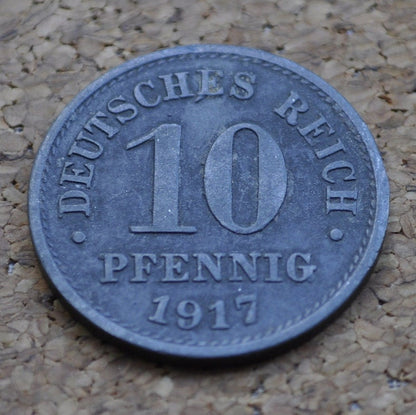 DEUTSCHES REICH
10
PFENNIG
1917